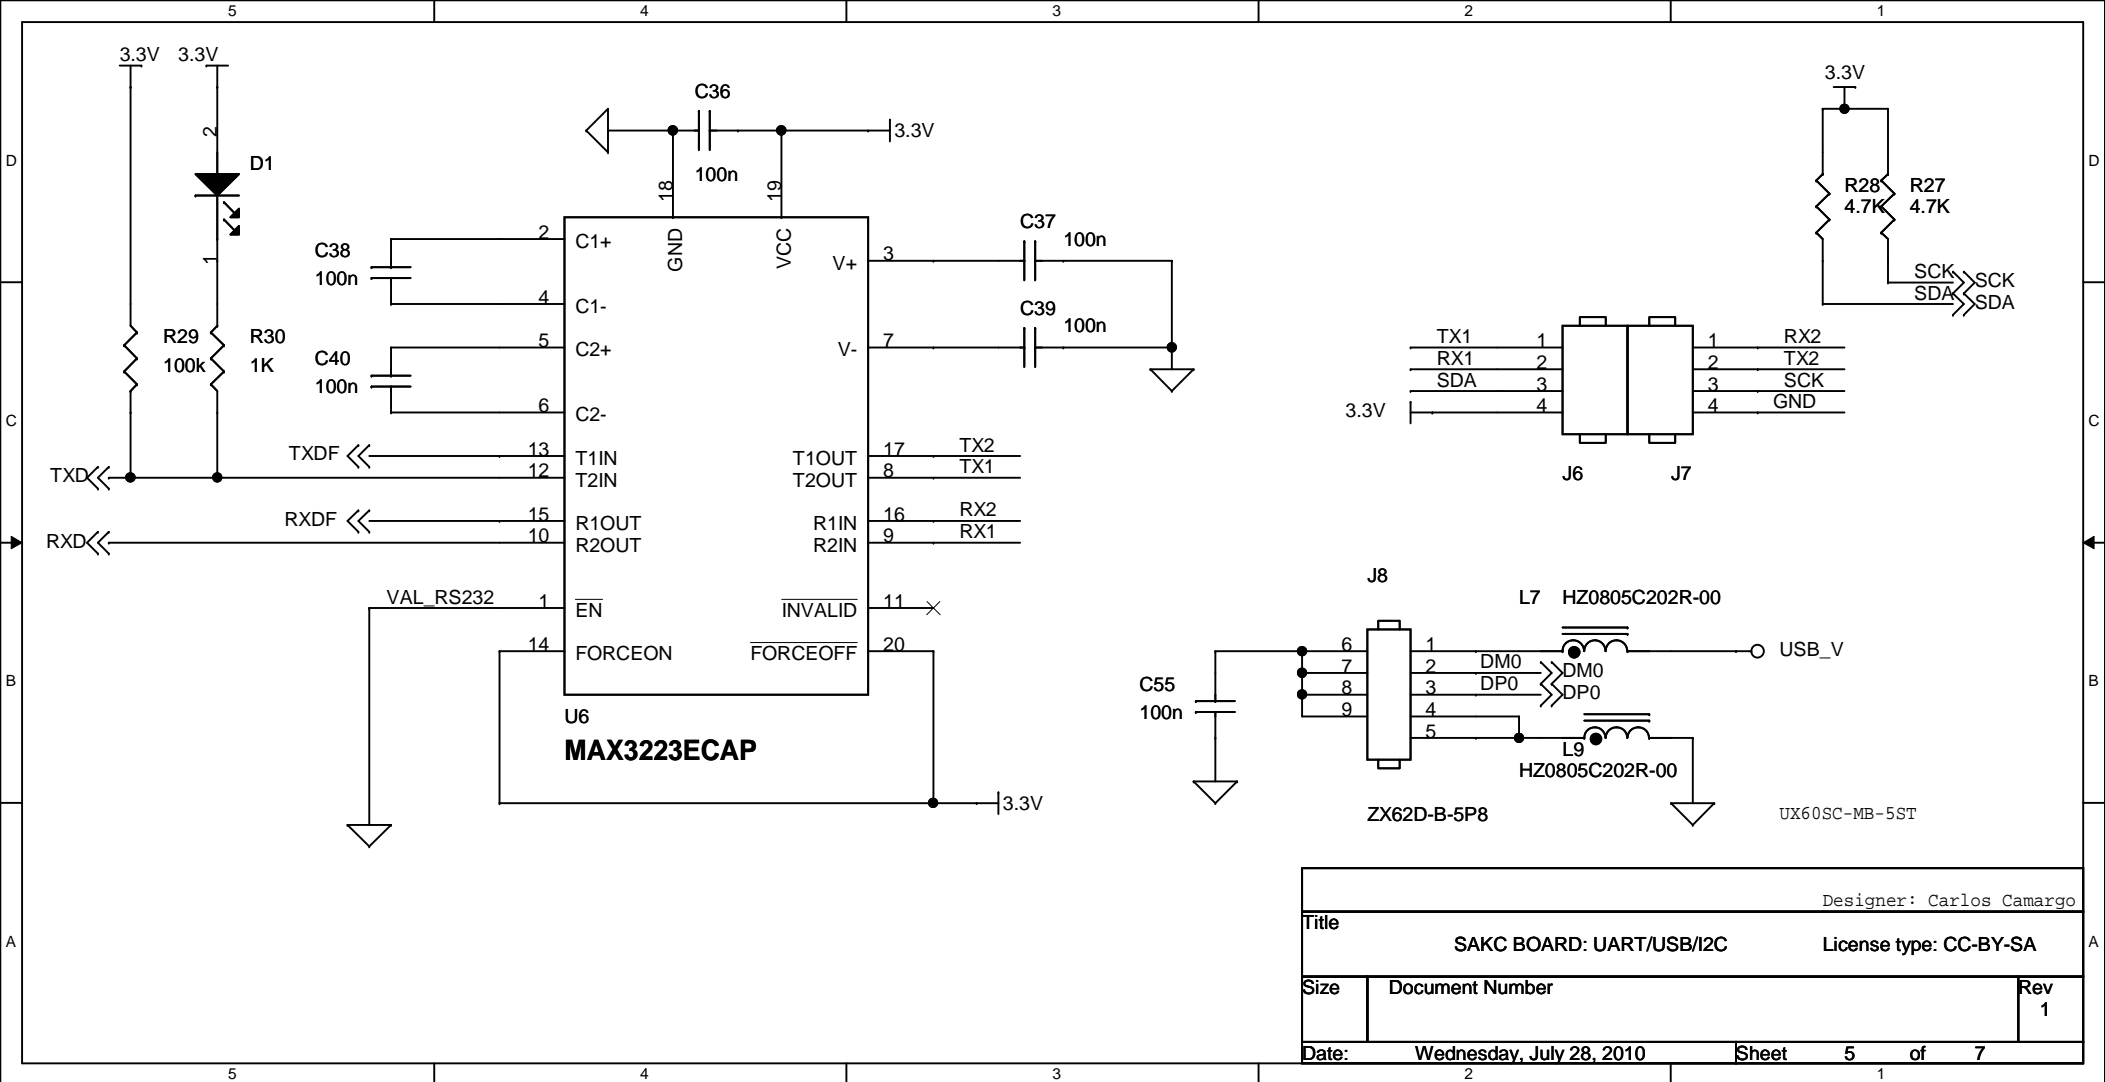 5 4 3 2 1
D
C
B
A
D
C
B
A
3.3V 3.3V
2
D1
1
R29
100k
R30
1K
C38
100n
C40
100n
C36
100n
3.3V
18
19
GND
VCC
2 C1+
4 C1-
5 C2+
6 C2-
13 T1IN
12 T2IN
15 R1OUT
10 R2OUT
1 EN
14 FORCEON
V+ 3
V- 7
T1OUT 17 TX2
T2OUT 8 TX1
R1IN 16 RX2
R2IN 9 RX1
INVALID 11
FORCEOFF 20
TXDF
TXD
RXDF
RXD
VAL_RS232
U6
MAX3223ECAP
3.3V
C37
100n
C39
100n
3.3V
R28
4.7K
R27
4.7K
SCK SCK
SDA SDA
TX1 1
RX1 2
SDA 3
3.3V 4
1 RX2
2 TX2
3 SCK
4 GND
J6 J7
J8
L7 HZ0805C202R-00
6 1
7 2
8 3
9 4
5
USB_V
DM0 DM0
DP0 DP0
C55
100n
L9
HZ0805C202R-00
ZX62D-B-5P8
UX60SC-MB-5ST
Designer: Carlos Camargo
Title
SAKC BOARD: UART/USB/I2C License type: CC-BY-SA
Size Document Number Rev
1
Date: Wednesday, July 28, 2010 Sheet 5 of 7
5 4 3 2 1